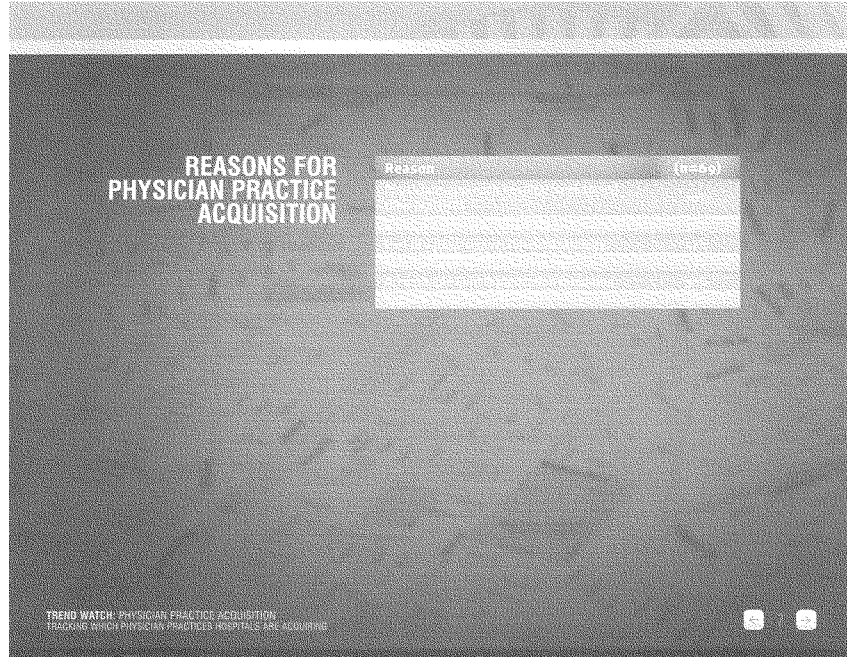 REASONS FOR
PHYSICIAN PRACTICE
ACQUISITION
Reason (n=69)
TREND WATCH: PHYSICIAN PRACTICE ACQUISITION
TRACKING WHICH PHYSICIAN PRACTICES HOSPITALS ARE ACQUIRING